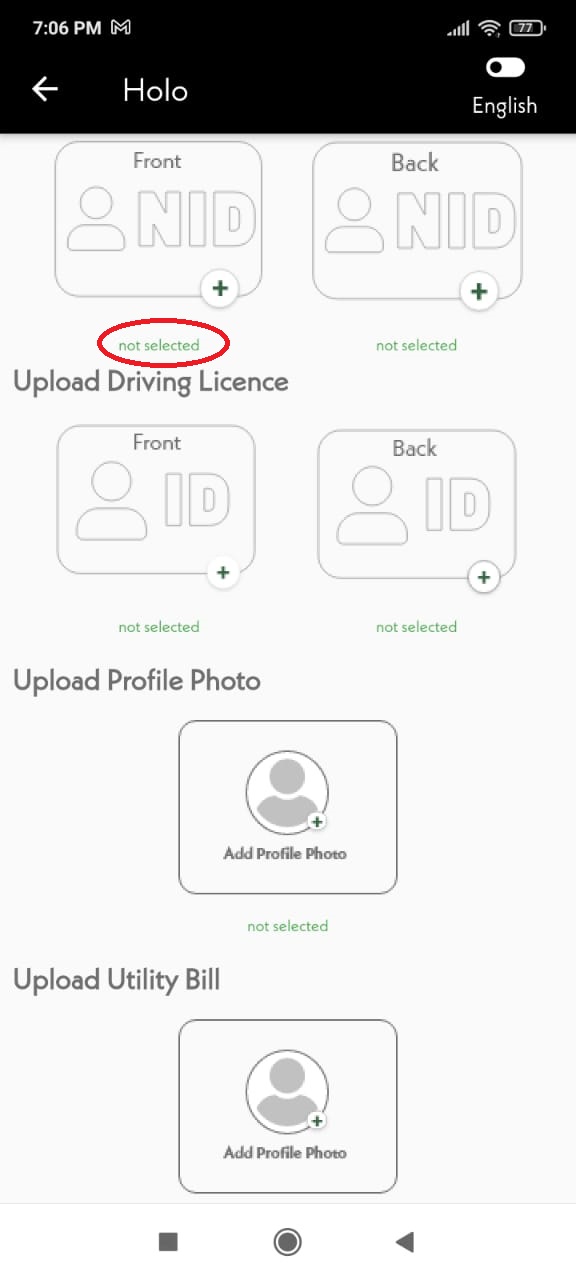 7:06 PM 77
Holo
English
Front Back
NID NID
not selected not selected
Upload Driving Licence
Front Back
ID ID
not selected not selected
Upload Profile Photo
Add Profile Photo
not selected
Upload Utility Bill
Add Profile Photo